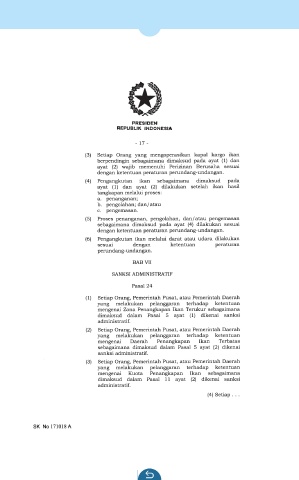 PRESIDEN
REPUBLIK INDONESIA
- 17 -
(3) Setiap Orang yang mengoperasikan kapal kargo ikan
berpendingin sebagaimana dimaksud pada ayat (1) dan
ayat (2) wajib memenuhi Perizinan Berusaha sesuai
dengan ketentuan peraturan perundang-undangan.
(4) Pengangkutan ikan sebagaimana dimaksud pada
ayat (1) dan ayat (2) dilakukan setelah ikan hasil
tangkapan melalui proses:
a. penanganan;
b. pengolahan; dan/atau
c. pengemasan.
(5) Proses penanganan, pengolahan, dan/atau pengemasan
sebagaimana dimaksud pada ayat (4) dilakukan sesuai
dengan ketentuan peraturan perundang-undangan.
(6) Pengangkutan ikan melalui darat atau udara dilakukan
sesuai dengan ketentuan peraturan
perundang-undangan.
BAB VII
SANKSI ADMINISTRATIF
Pasal 24
(1) Setiap Orang, Pemerintah Pusat, atau Pemerintah Daerah
yang melakukan pelanggaran terhadap ketentuan
mengenai Zona Penangkapan Ikan Terukur sebagaimana
dimaksud dalam Pasal 3 ayat (1) dikenai sanksi
administratif.
(2) Setiap Orang, Pemerintah Pusat, atau Pemerintah Daerah
yang melakukan pelanggaran terhadap ketentuan
mengenai Daerah Penangkapan Ikan Terbatas
sebagaimana dimaksud dalam Pasal 5 ayat (2) dikenai
sanksi administratif.
(3) Setiap Orang, Pemerintah Pusat, atau Pemerintah Daerah
yang melakukan pelanggaran terhadap ketentuan
mengenai Kuota Penangkapan Ikan sebagaimana
dimaksud dalam Pasal 11 ayat (2) dikenai sanksi
administratif.
(4) Setiap . . .
SK No 171018 A